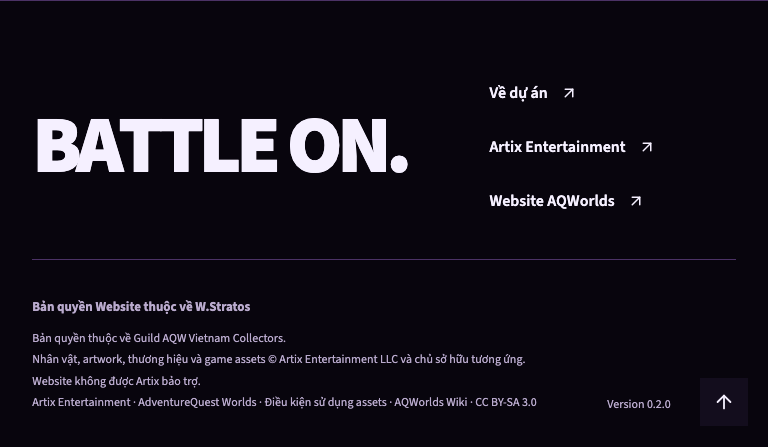 BATTLE ON.
Về dự án
Artix Entertainment
Website AQWorlds
Bản quyền Website thuộc về W.Stratos
Bản quyền thuộc về Guild AQW Vietnam Collectors.
Nhân vật, artwork, thương hiệu và game assets © Artix Entertainment LLC và chủ sở hữu tương ứng.
Website không được Artix bảo trợ.
Artix Entertainment · AdventureQuest Worlds · Điều kiện sử dụng assets · AQWorlds Wiki · CC BY-SA 3.0
Version 0.2.0